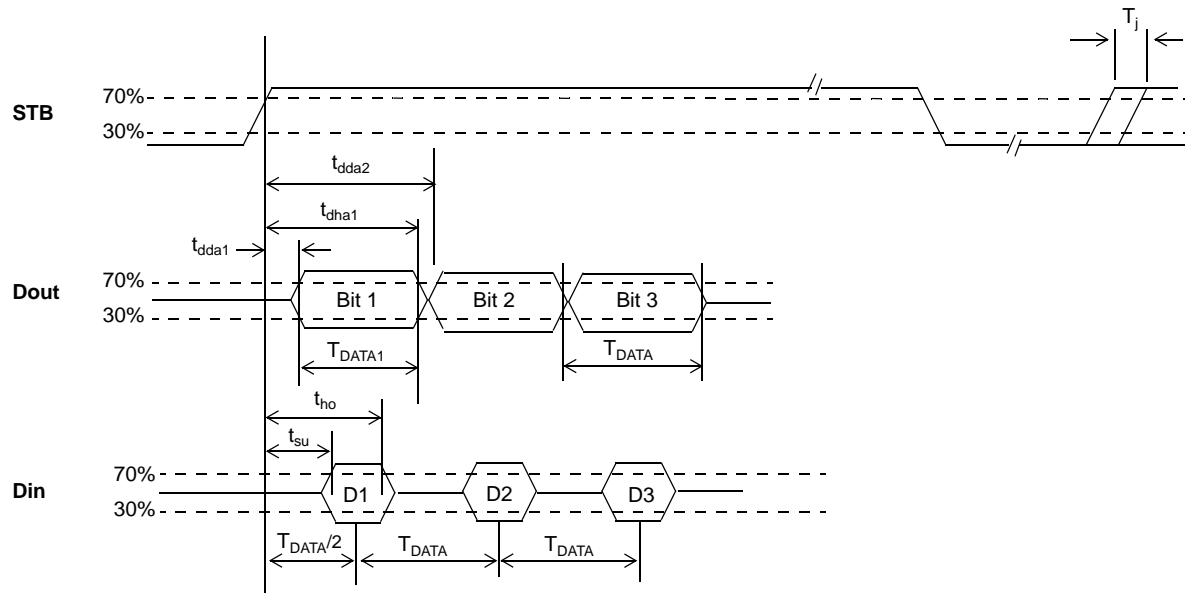 Tj
70%
STB
30%
tdda2
tdha1
tdda1
70%
Dout
Bit 1
Bit 2
Bit 3
30%
TDATA1
TDATA
tho
tsu
70%
Din
D1
D2
D3
30%
TDATA/2
TDATA
TDATA